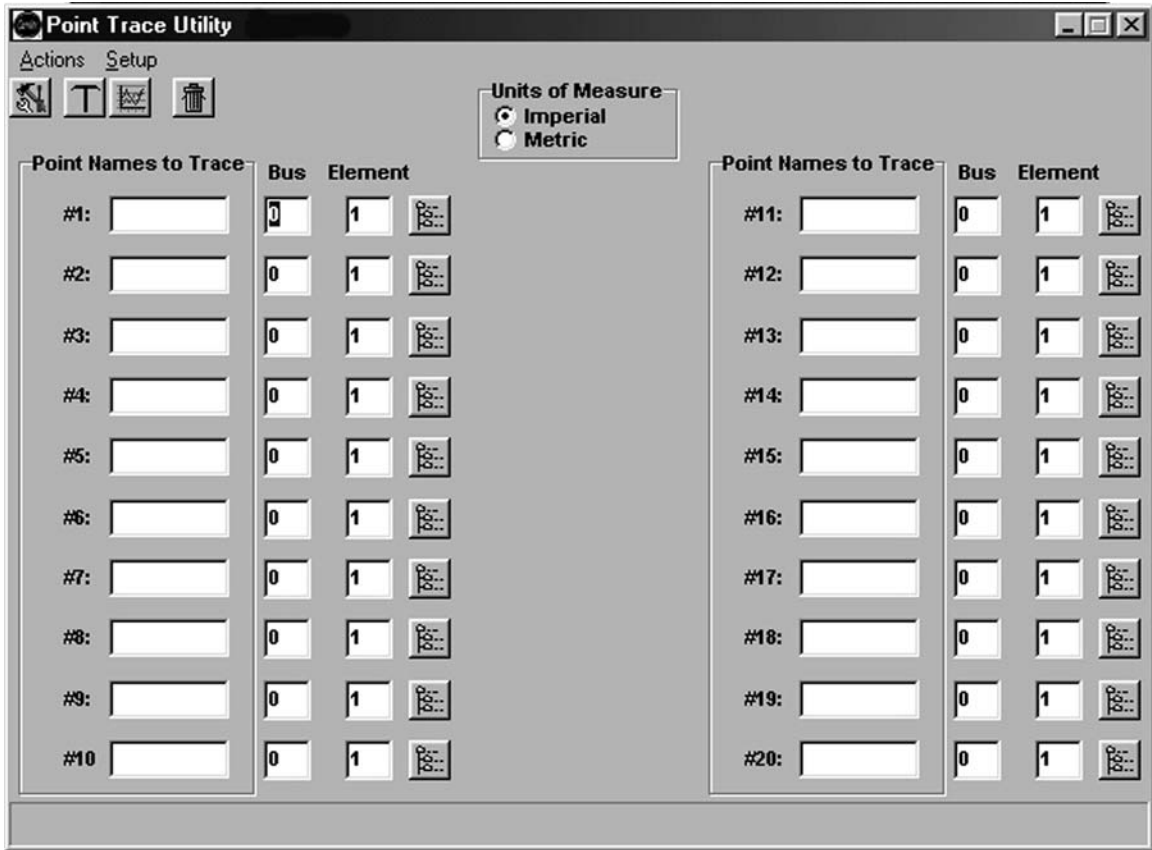 Point Trace Utility
Actions Setup
T
Units of Measure
Imperial
Metric
Point Names to Trace Bus Element
#1: 0 1
#2: 0 1
#3: 0 1
#4: 0 1
#5: 0 1
#6: 0 1
#7: 0 1
#8: 0 1
#9: 0 1
#10 0 1
Point Names to Trace Bus Element
#11: 0 1
#12: 0 1
#13: 0 1
#14: 0 1
#15: 0 1
#16: 0 1
#17: 0 1
#18: 0 1
#19: 0 1
#20: 0 1